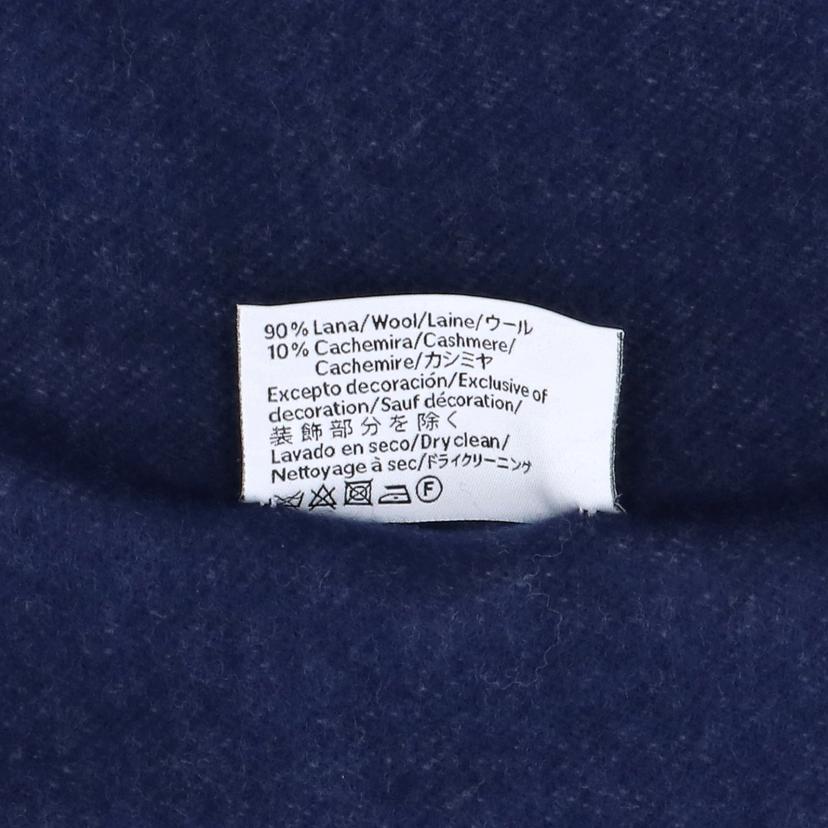 90% Lana/Wool/Laine/ウール
10% Cachemira/Cashmere/
Cachemire/カシミヤ
Excepto decoración/Exclusive of
decoration/Sauf décoration/
装飾部分を除く
Lavado en seco/Dry clean/
Nettoyage à sec/ドライクリーニング
F